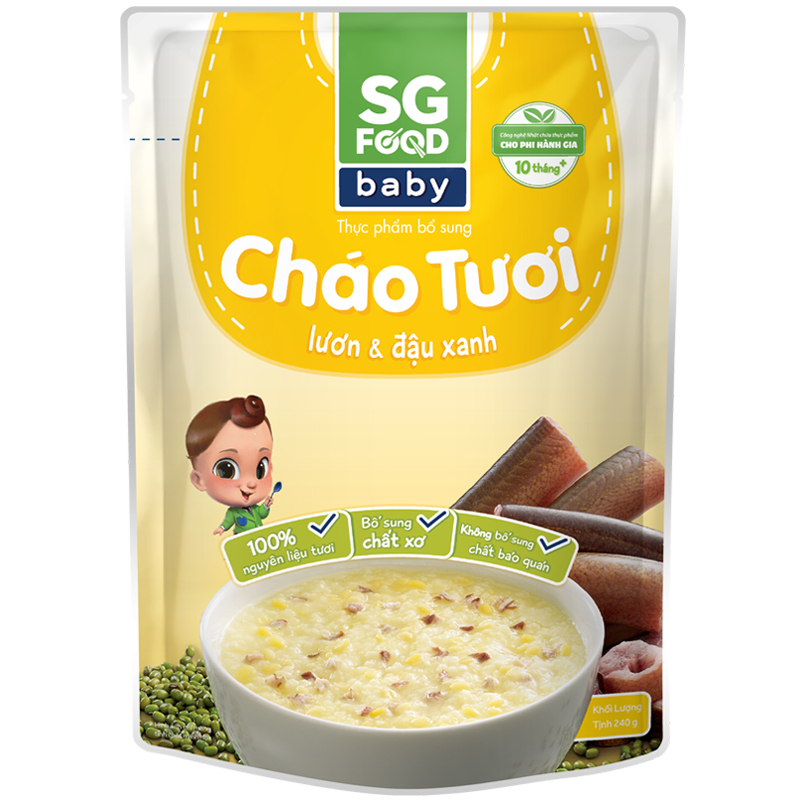 SG
FOOD
baby
Công nghệ Nhật chứa thực phẩm
CHO PHI HÀNH GIA
10 tháng+
Thực phẩm bổ sung
Cháo Tươi
lươn & đậu xanh
100%
nguyên liệu tươi
Bổ sung
chất xơ
Không bổ sung
chất bảo quản
Khối Lượng
Tịnh 240 g